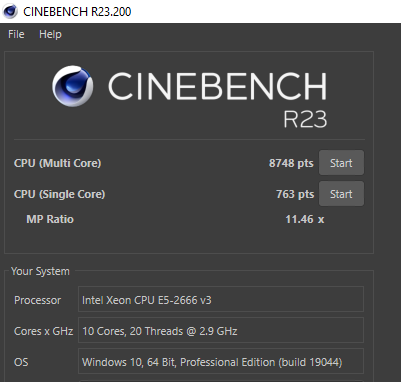 CINEBENCH R23.200
File Help
CINEBENCH
R23
CPU (Multi Core) 8748 pts Start
CPU (Single Core) 763 pts Start
MP Ratio 11.46 x
Your System
Processor Intel Xeon CPU E5-2666 v3
Cores x GHz 10 Cores, 20 Threads @ 2.9 GHz
OS Windows 10, 64 Bit, Professional Edition (build 19044)